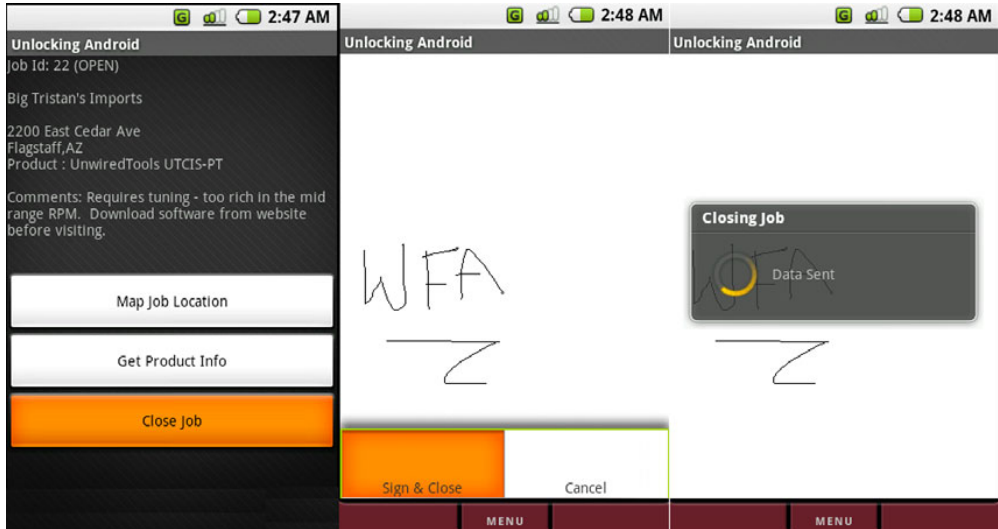 G 2:47 AM
Unlocking Android
Job Id: 22 (OPEN)
Big Tristan's Imports
2200 East Cedar Ave
Flagstaff,AZ
Product : UnwiredTools UTCIS-PT
Comments: Requires tuning - too rich in the mid
range RPM. Download software from website
before visiting.
Map Job Location
Get Product Info
Close Job
G 2:48 AM
Unlocking Android
WFA
Sign & Close
Cancel
MENU
G 2:48 AM
Unlocking Android
Closing Job
Data Sent
WFA
MENU